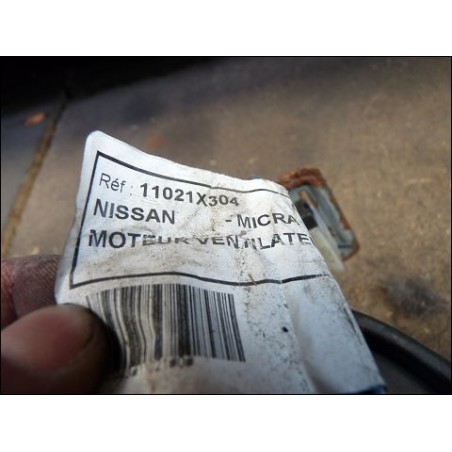 Réf : 11021X304
NISSAN - MICRA
MOTEUR VENTILATE